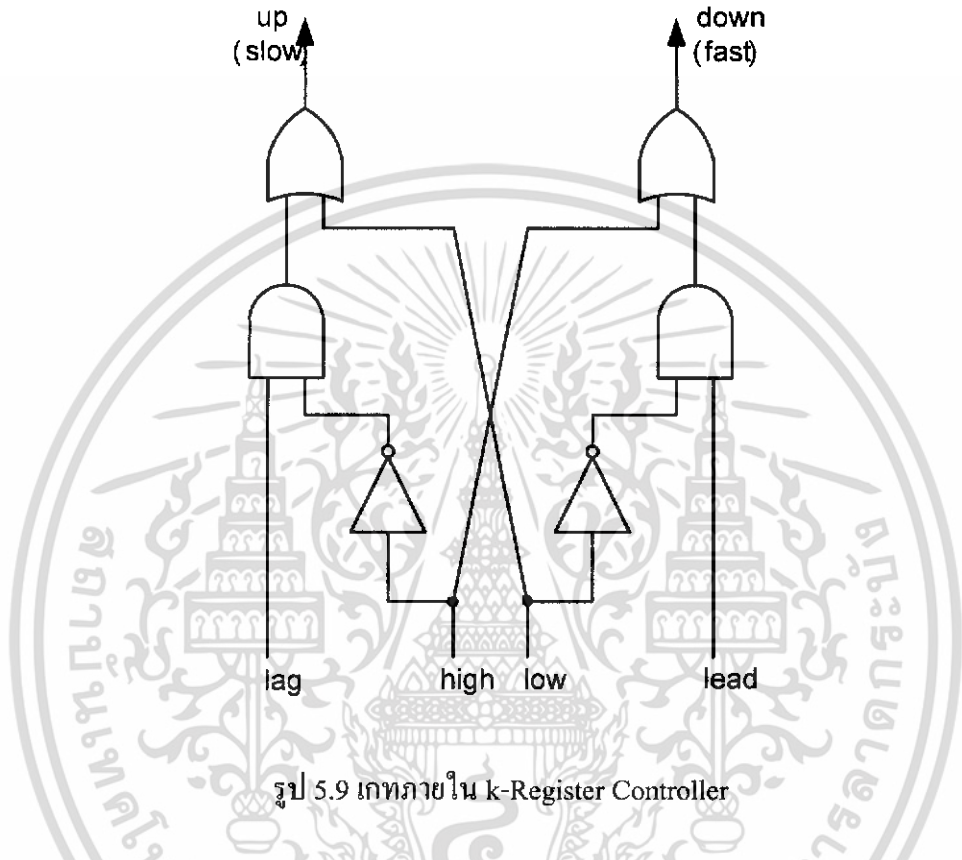 up
(slow)
down
(fast)
lag
high
low
lead
รูป 5.9 เกทภายใน k-Register Controller